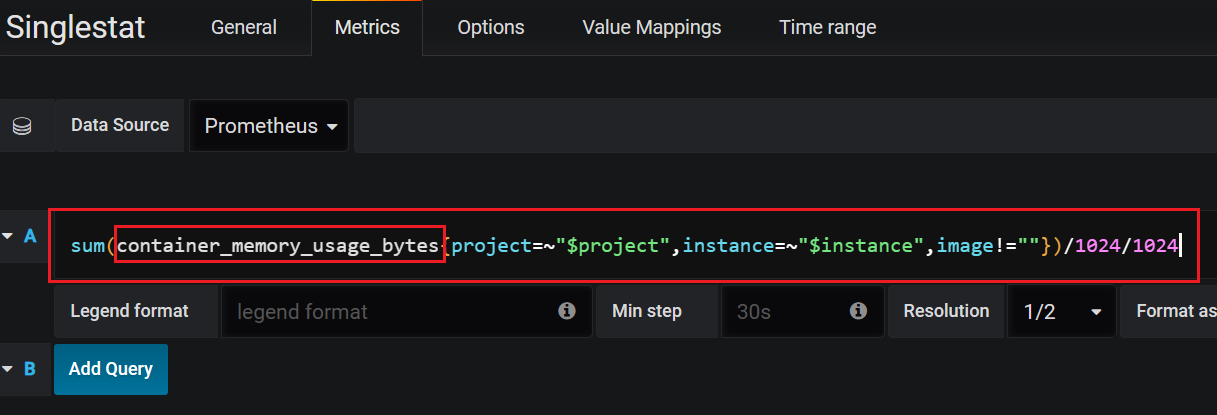 Singlestat General Metrics Options Value Mappings Time range
Data Source Prometheus
A sum(container_memory_usage_bytes{project=~"$project",instance=~"$instance",image!=""})/1024/1024
Legend format legend format Min step 30s Resolution 1/2 Format as
B Add Query